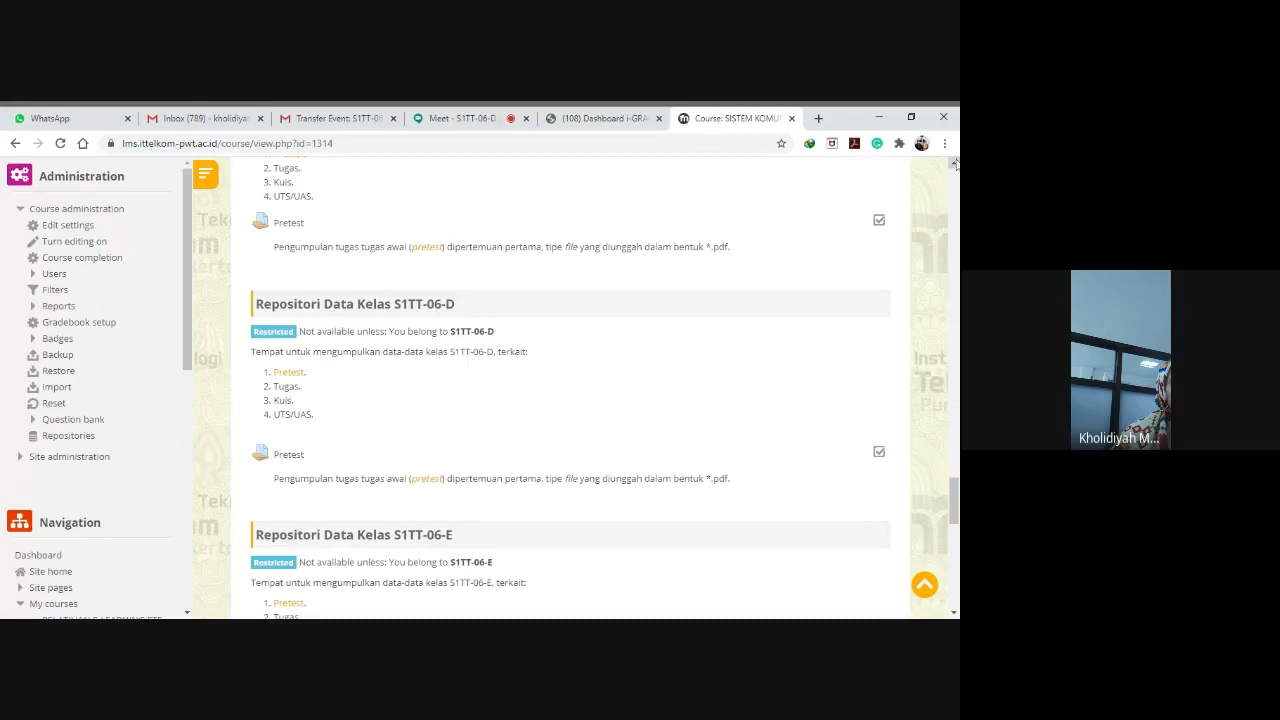 WhatsApp
Inbox (789) - kholidiya
Transfer Event: S1TT-06
Meet - S1TT-06-D
(108) Dashboard i-GRA
Course: SISTEM KOMU
lms.ittelkom-pwt.ac.id/course/view.php?id=1314
Administration
Course administration
Edit settings
Turn editing on
Course completion
Users
Filters
Reports
Gradebook setup
Badges
Backup
Restore
Import
Reset
Question bank
Repositories
Site administration
Navigation
Dashboard
Site home
Site pages
My courses
2. Tugas.
3. Kuis.
4. UTS/UAS.
Pretest
Pengumpulan tugas tugas awal (pretest) dipertemuan pertama, tipe file yang diunggah dalam bentuk *.pdf.
Repositori Data Kelas S1TT-06-D
Restricted Not available unless: You belong to S1TT-06-D
Tempat untuk mengumpulkan data-data kelas S1TT-06-D, terkait:
1. Pretest.
2. Tugas.
3. Kuis.
4. UTS/UAS.
Pretest
Pengumpulan tugas tugas awal (pretest) dipertemuan pertama, tipe file yang diunggah dalam bentuk *.pdf.
Repositori Data Kelas S1TT-06-E
Restricted Not available unless: You belong to S1TT-06-E
Tempat untuk mengumpulkan data-data kelas S1TT-06-E, terkait:
1. Pretest.
2. Tugas.
Kholidiyah M...